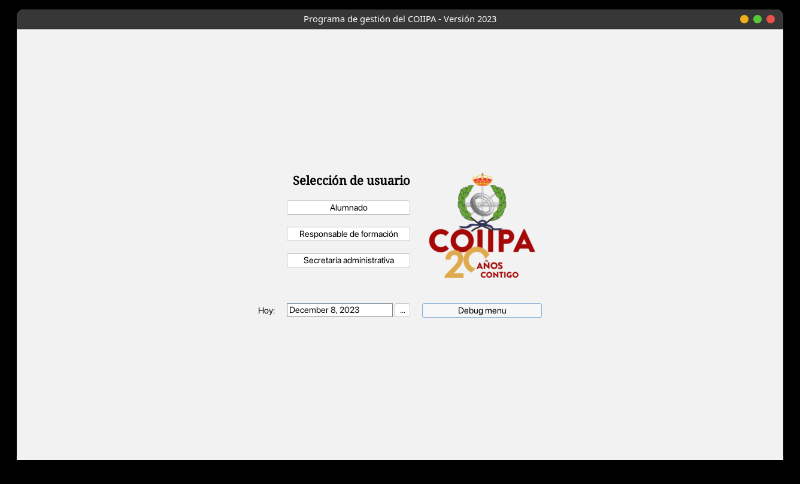 Programa de gestión del COIIPA - Versión 2023
Selección de usuario
Alumnado
Responsable de formación
Secretaría administrativa
COIIPA
20 AÑOS
CONTIGO
Hoy:
December 8, 2023
...
Debug menu